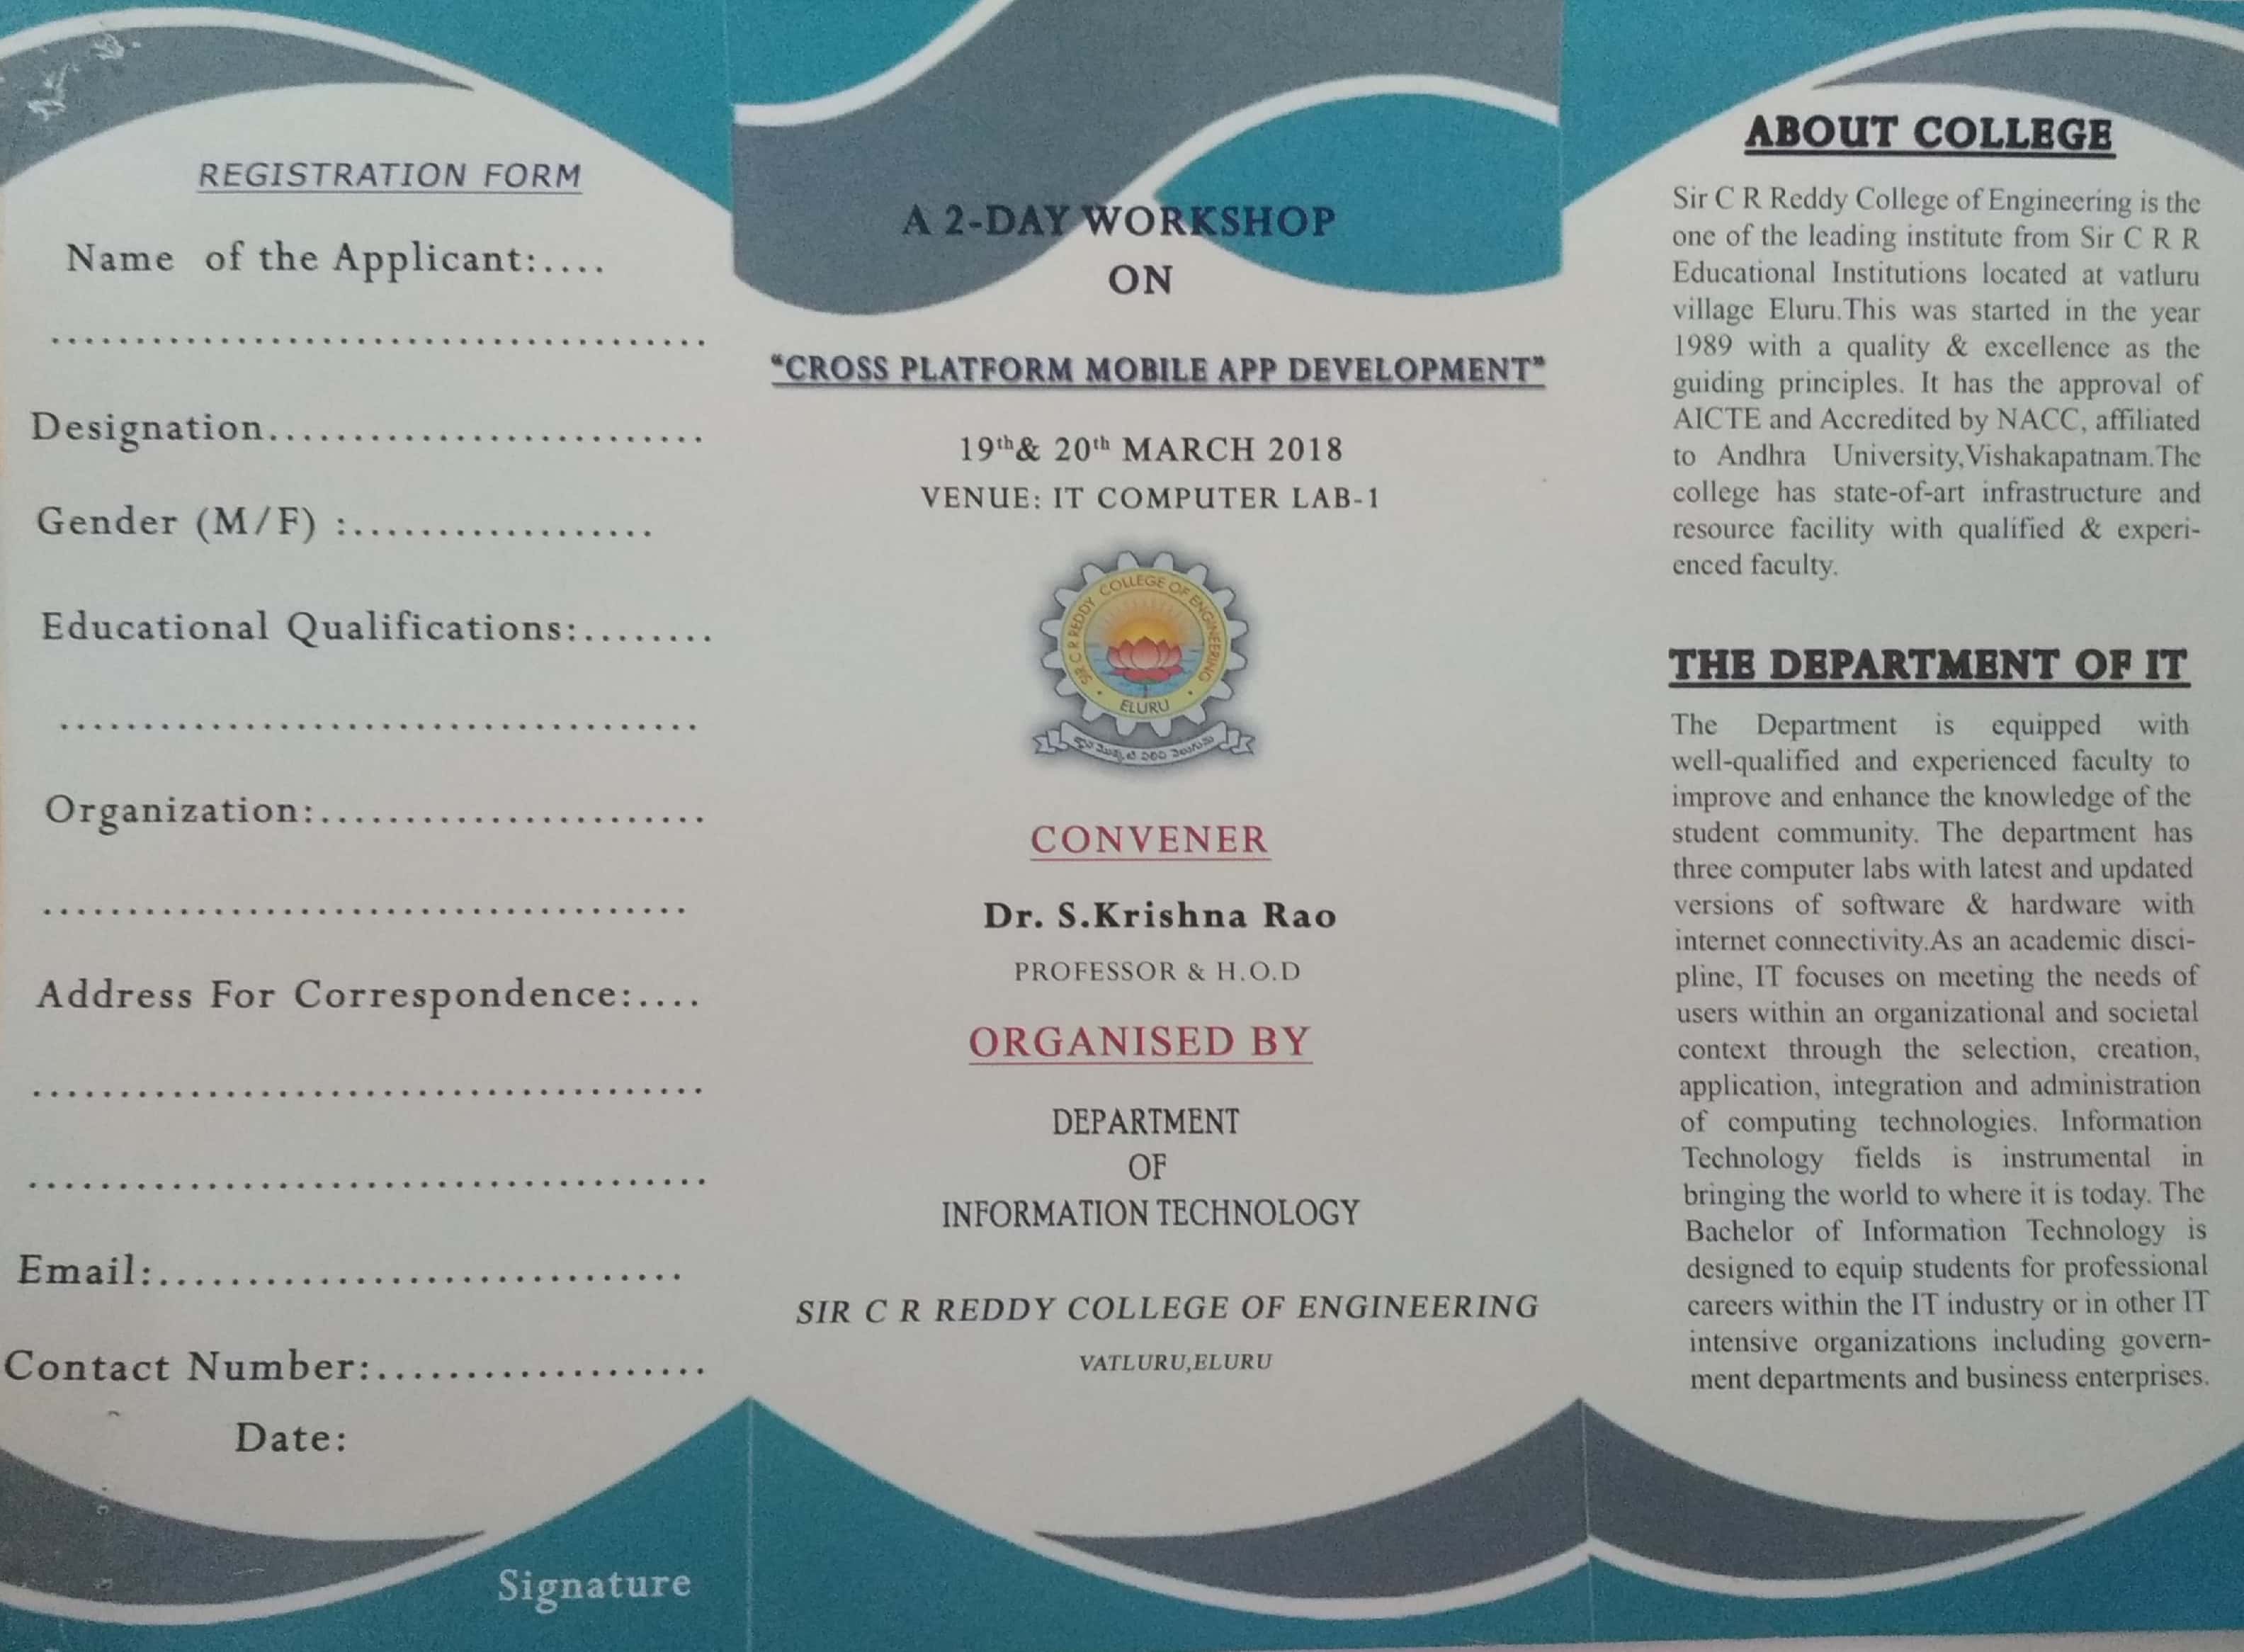 REGISTRATION FORM
Name of the Applicant:....
.......................................
Designation..........................
Gender (M/F) :..................
Educational Qualifications:........
......................................
Organization:.......................
.......................................
Address For Correspondence:....
........................................
........................................
Email:...............................
Contact Number:...................
Date:
Signature
A 2-DAY WORKSHOP
ON
“CROSS PLATFORM MOBILE APP DEVELOPMENT”
19th& 20th MARCH 2018
VENUE: IT COMPUTER LAB-1
SIR C R REDDY COLLEGE OF ENGINEERING
ELURU
CONVENER
Dr. S.Krishna Rao
PROFESSOR & H.O.D
ORGANISED BY
DEPARTMENT
OF
INFORMATION TECHNOLOGY
SIR C R REDDY COLLEGE OF ENGINEERING
VATLURU,ELURU
ABOUT COLLEGE
Sir C R Reddy College of Engineering is the
one of the leading institute from Sir C R R
Educational Institutions located at vatluru
village Eluru.This was started in the year
1989 with a quality & excellence as the
guiding principles. It has the approval of
AICTE and Accredited by NACC, affiliated
to Andhra University,Vishakapatnam.The
college has state-of-art infrastructure and
resource facility with qualified & experi-
enced faculty.
THE DEPARTMENT OF IT
The Department is equipped with
well-qualified and experienced faculty to
improve and enhance the knowledge of the
student community. The department has
three computer labs with latest and updated
versions of software & hardware with
internet connectivity.As an academic disci-
pline, IT focuses on meeting the needs of
users within an organizational and societal
context through the selection, creation,
application, integration and administration
of computing technologies. Information
Technology fields is instrumental in
bringing the world to where it is today. The
Bachelor of Information Technology is
designed to equip students for professional
careers within the IT industry or in other IT
intensive organizations including govern-
ment departments and business enterprises.